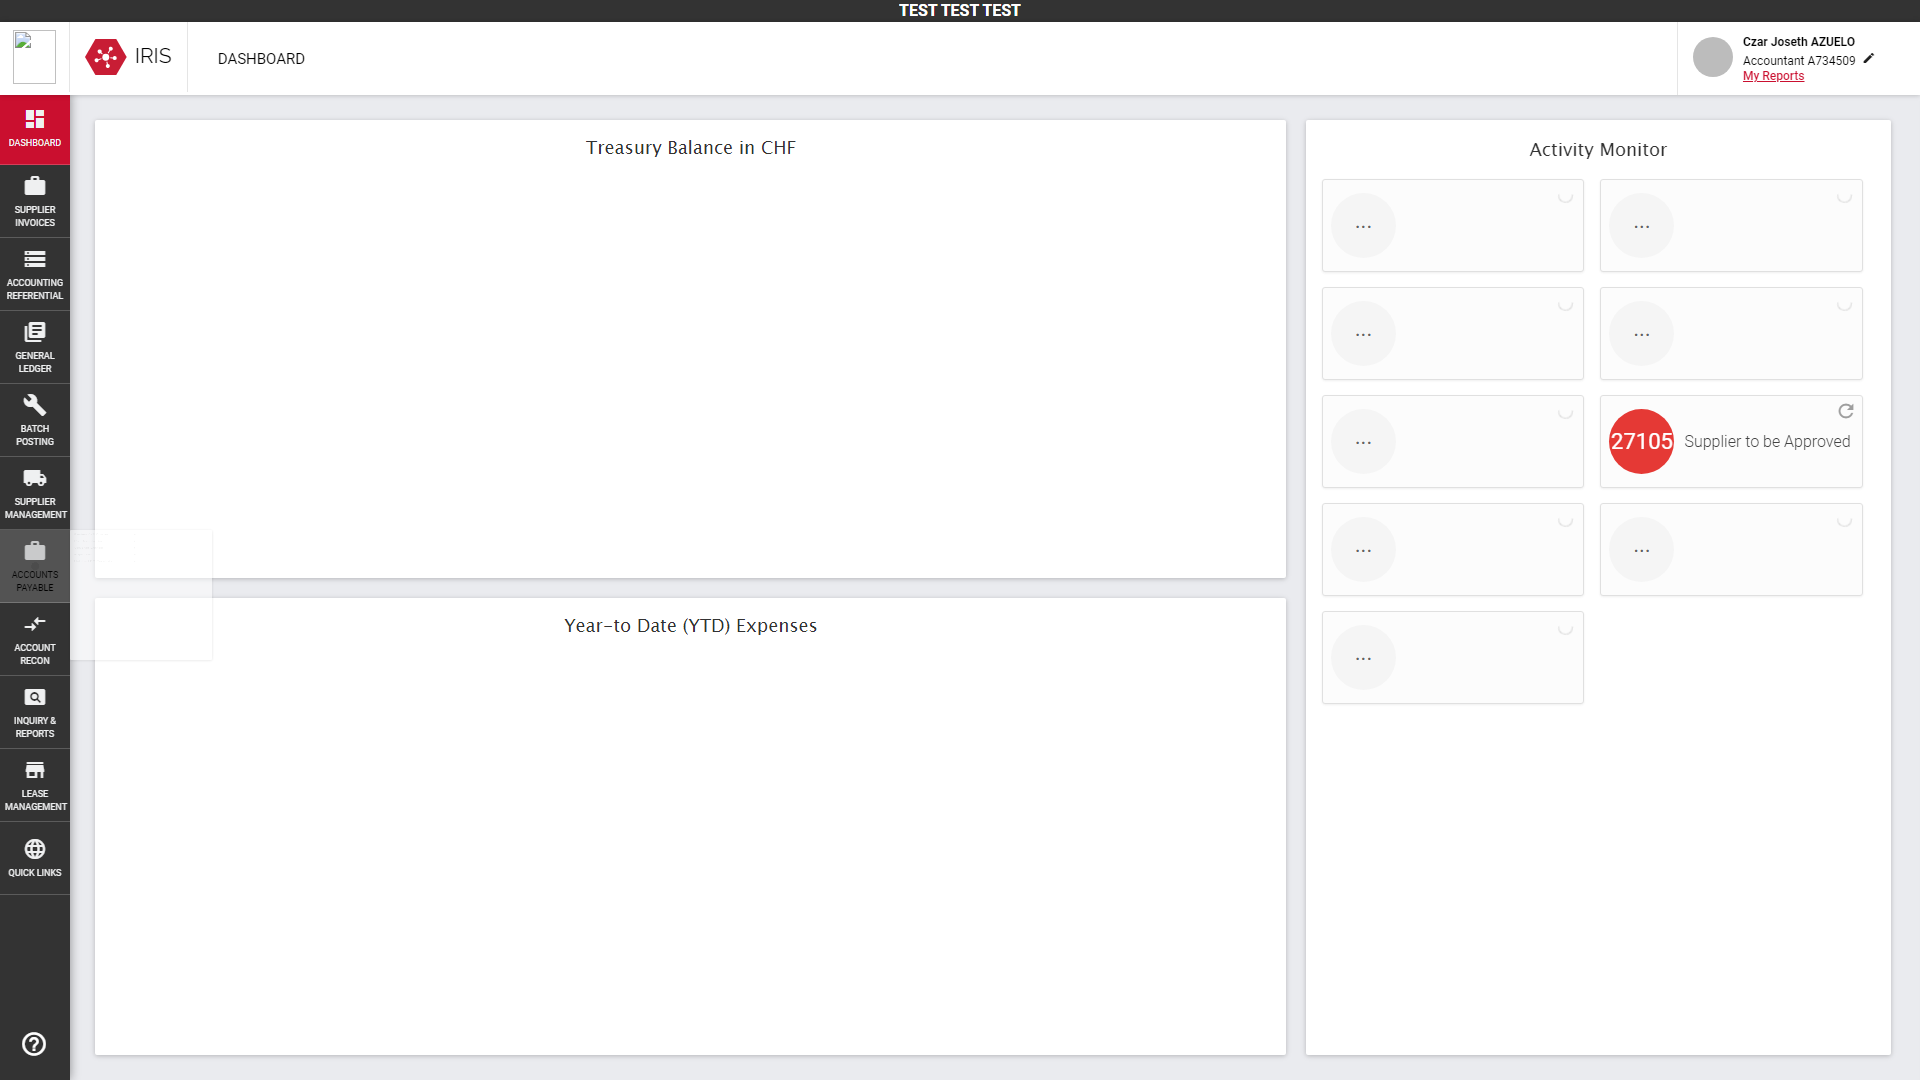 TEST TEST TEST
IRIS
DASHBOARD
Czar Joseth AZUELO
Accountant A734509
My Reports
DASHBOARD
SUPPLIER
INVOICES
ACCOUNTING
REFERENTIAL
GENERAL
LEDGER
BATCH
POSTING
SUPPLIER
MANAGEMENT
ACCOUNTS
PAYABLE
ACCOUNT
RECON
INQUIRY &
REPORTS
LEASE
MANAGEMENT
QUICK LINKS
Treasury Balance in CHF
Year-to Date (YTD) Expenses
Activity Monitor
... ...
... ...
...
27105 Supplier to be Approved
... ...
...